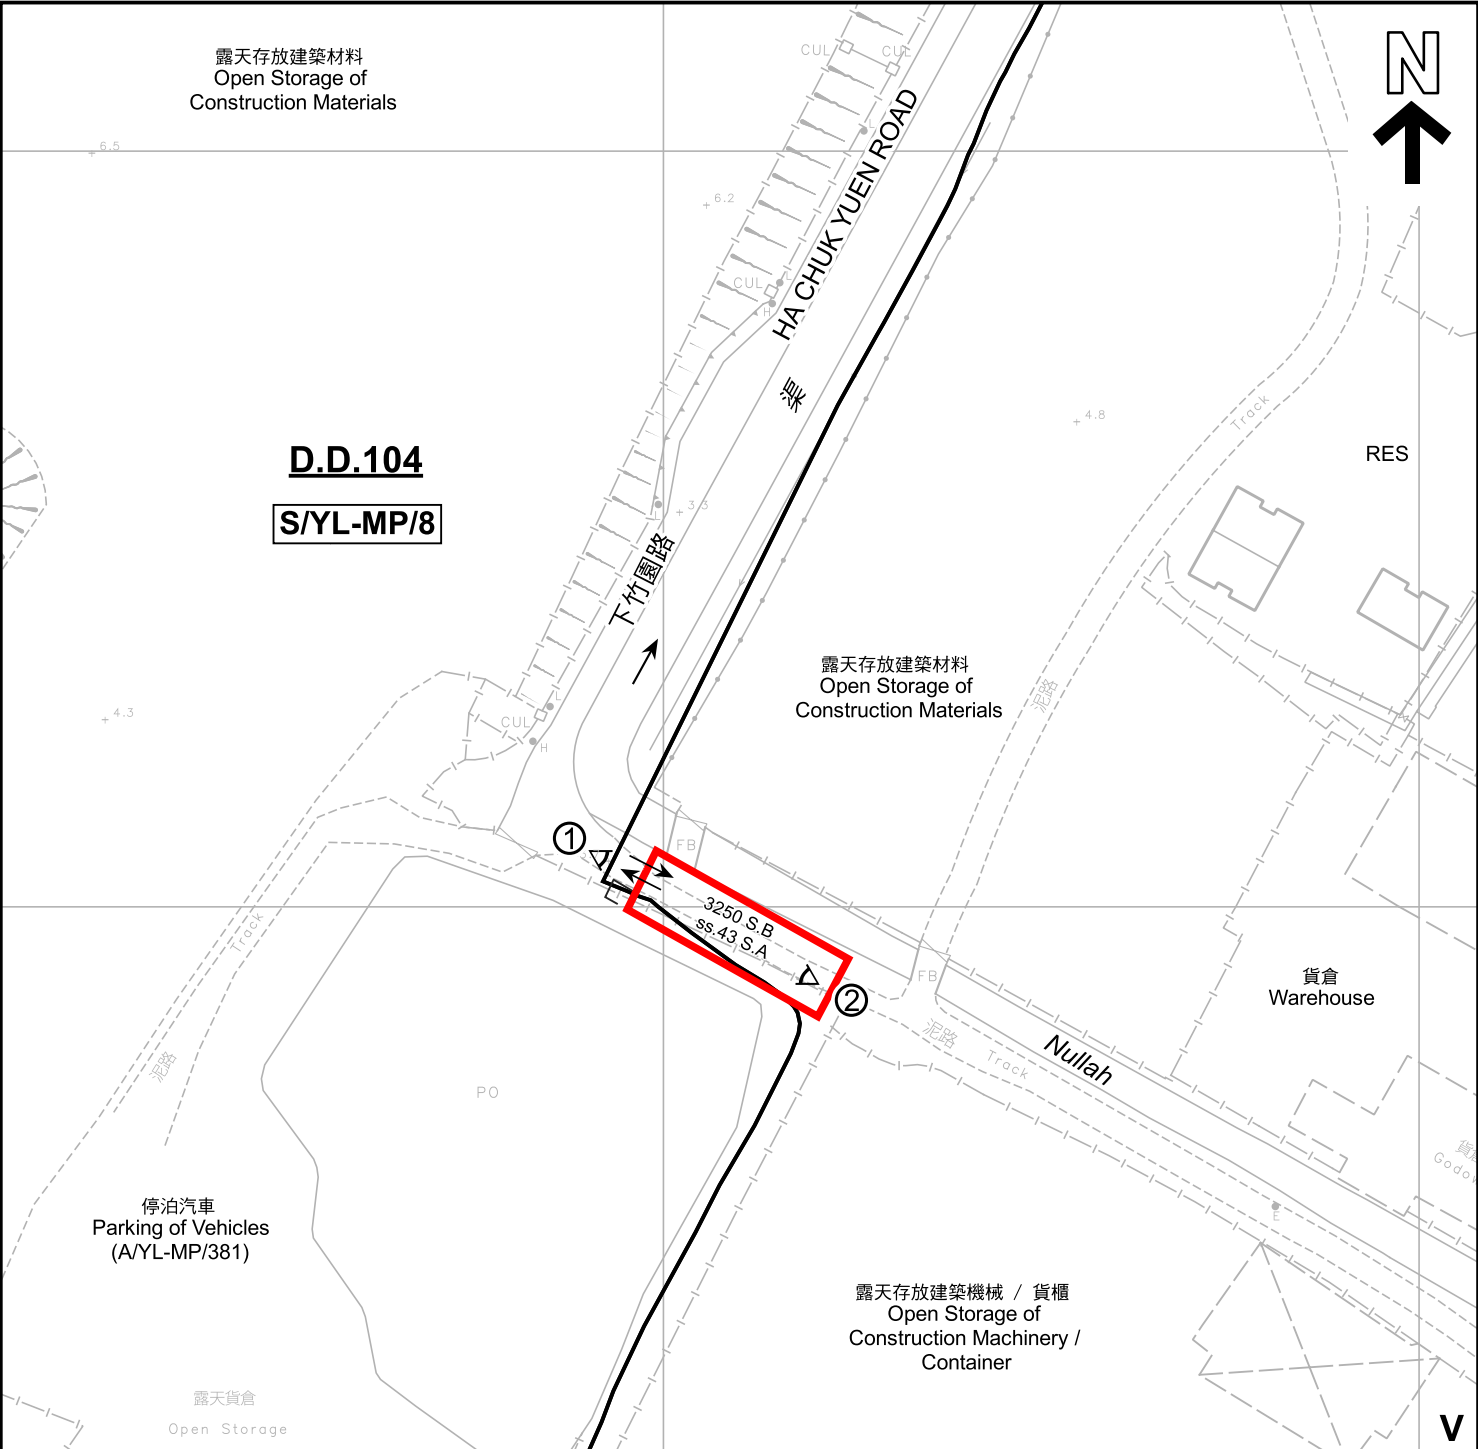 露天存放建築材料
Open Storage of
Construction Materials
CUL
CUL
N
L
6.5
6.2
HA CHUK YUEN ROAD
CUL
L
H
渠
4.8
Track
RES
D.D.104
S/YL-MP/8
L
3.3
下竹園路
露天存放建築材料
Open Storage of
Construction Materials
泥路
4.3
L
CUL
H
1
FB
3250 S.B
ss.43 S.A
2
FB
Track
貨倉
Warehouse
泥路
Track
Nullah
泥路
PO
貨倉
Godow
E
停泊汽車
Parking of Vehicles
(A/YL-MP/381)
露天存放建築機械 / 貨櫃
Open Storage of
Construction Machinery /
Container
露天貨倉
Open Storage
V